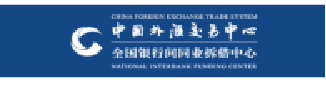 CHINA FOREIGN EXCHANGE TRADE SYSTEM
中国外汇交易中心
全国银行间同业拆借中心
NATIONAL INTERBANK FUNDING CENTER